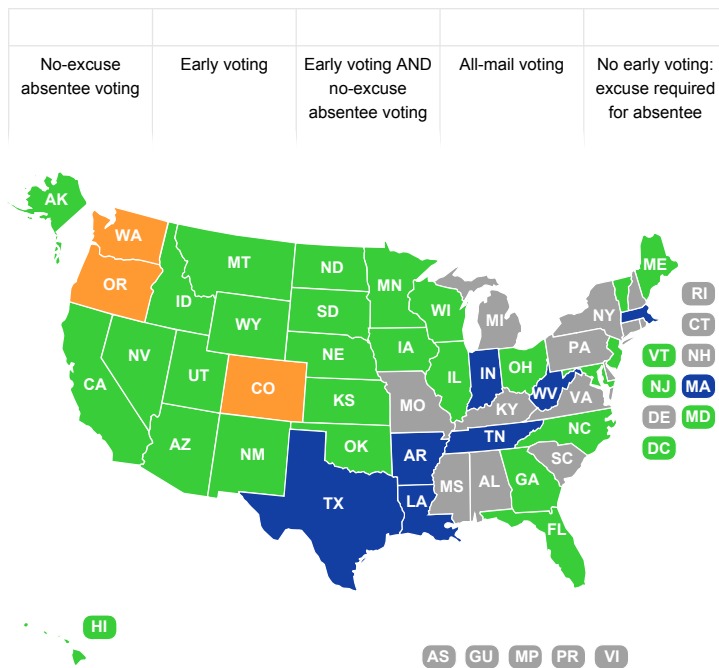 No-excuse absentee voting
Early voting
Early voting AND no-excuse absentee voting
All-mail voting
No early voting: excuse required for absentee
AK
WA
OR
CA
NV
ID
MT
WY
UT
CO
AZ
NM
ND
SD
NE
KS
OK
TX
MN
IA
MO
AR
LA
WI
IL
MI
IN
OH
KY
TN
MS
AL
GA
FL
SC
NC
VA
WV
PA
NY
ME
RI
CT
VT
NH
NJ
MA
DE
MD
DC
HI
AS
GU
MP
PR
VI